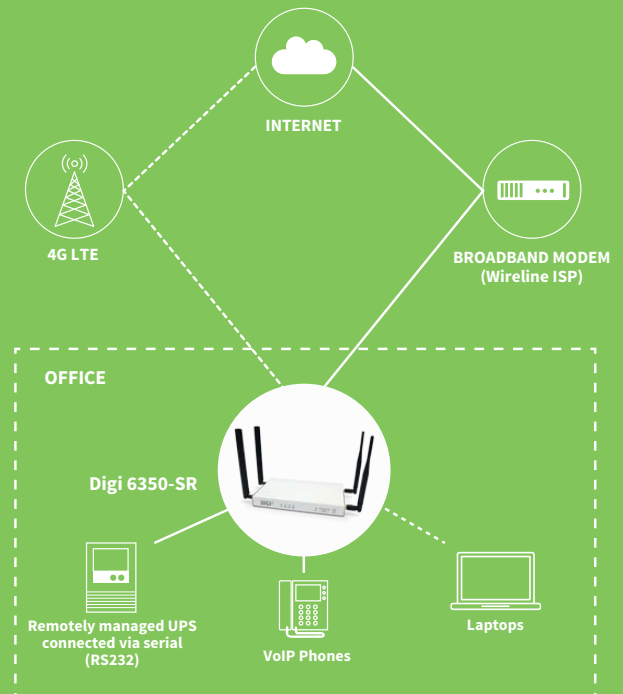 INTERNET
4G LTE
BROADBAND MODEM
(Wireline ISP)
OFFICE
Digi 6350-SR
DIGI
Remotely managed UPS
connected via serial
(RS232)
VoIP Phones
Laptops